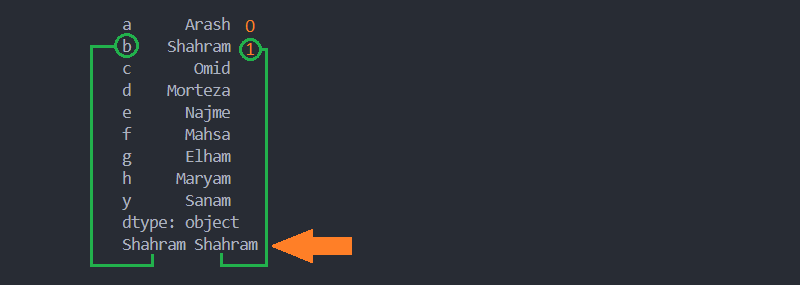 a Arash 0
b Shahram 1
c Omid
d Morteza
e Najme
f Mahsa
g Elham
h Maryam
y Sanam
dtype: object
Shahram Shahram